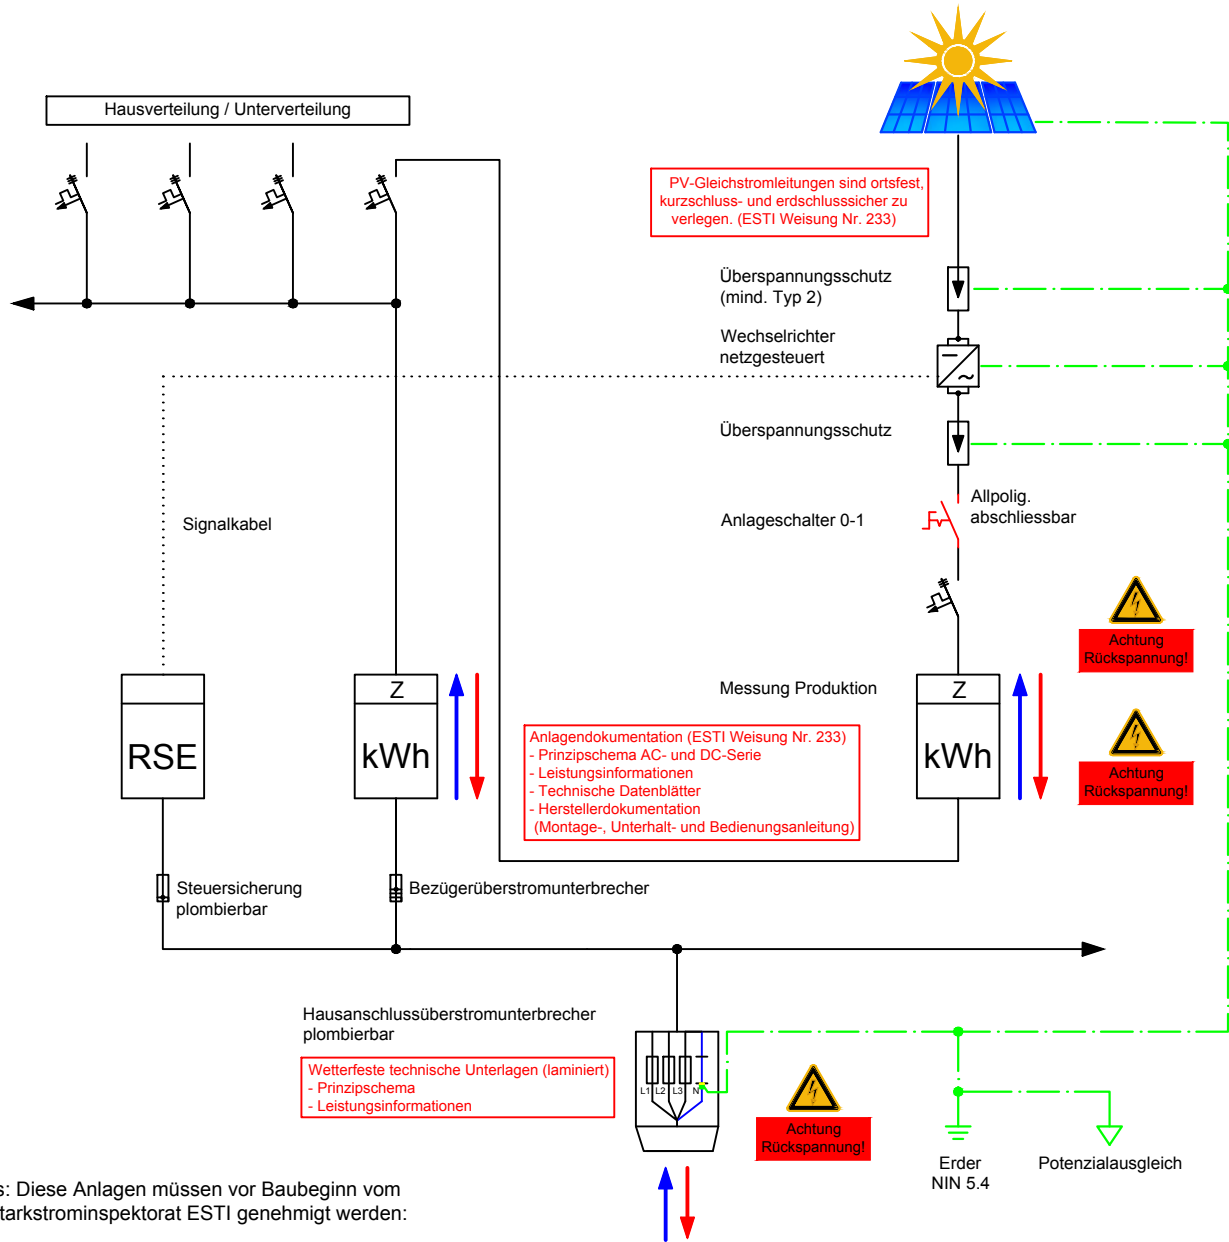 Hausverteilung / Unterverteilung
PV-Gleichstromleitungen sind ortsfest,
kurzschluss- und erdschlusssicher zu
verlegen. (ESTI Weisung Nr. 233)
Überspannungsschutz
(mind. Typ 2)
Wechselrichter
netzgesteuert
Überspannungsschutz
Anlageschalter 0-1
Allpolig.
abschliessbar
Signalkabel
Achtung
Rückspannung!
RSE
Z
kWh
Messung Produktion
Z
kWh
Achtung
Rückspannung!
Anlagendokumentation (ESTI Weisung Nr. 233)
- Prinzipschema AC- und DC-Serie
- Leistungsinformationen
- Technische Datenblätter
- Herstellerdokumentation
(Montage-, Unterhalt- und Bedienungsanleitung)
Steuersicherung
plombierbar
Bezügerüberstromunterbrecher
Hausanschlussüberstromunterbrecher
plombierbar
Wetterfeste technische Unterlagen (laminiert)
- Prinzipschema
- Leistungsinformationen
L1 L2 L3 N
Achtung
Rückspannung!
Erder
NIN 5.4
Potenzialausgleich
s: Diese Anlagen müssen vor Baubeginn vom
tarkstrominspektorat ESTI genehmigt werden: